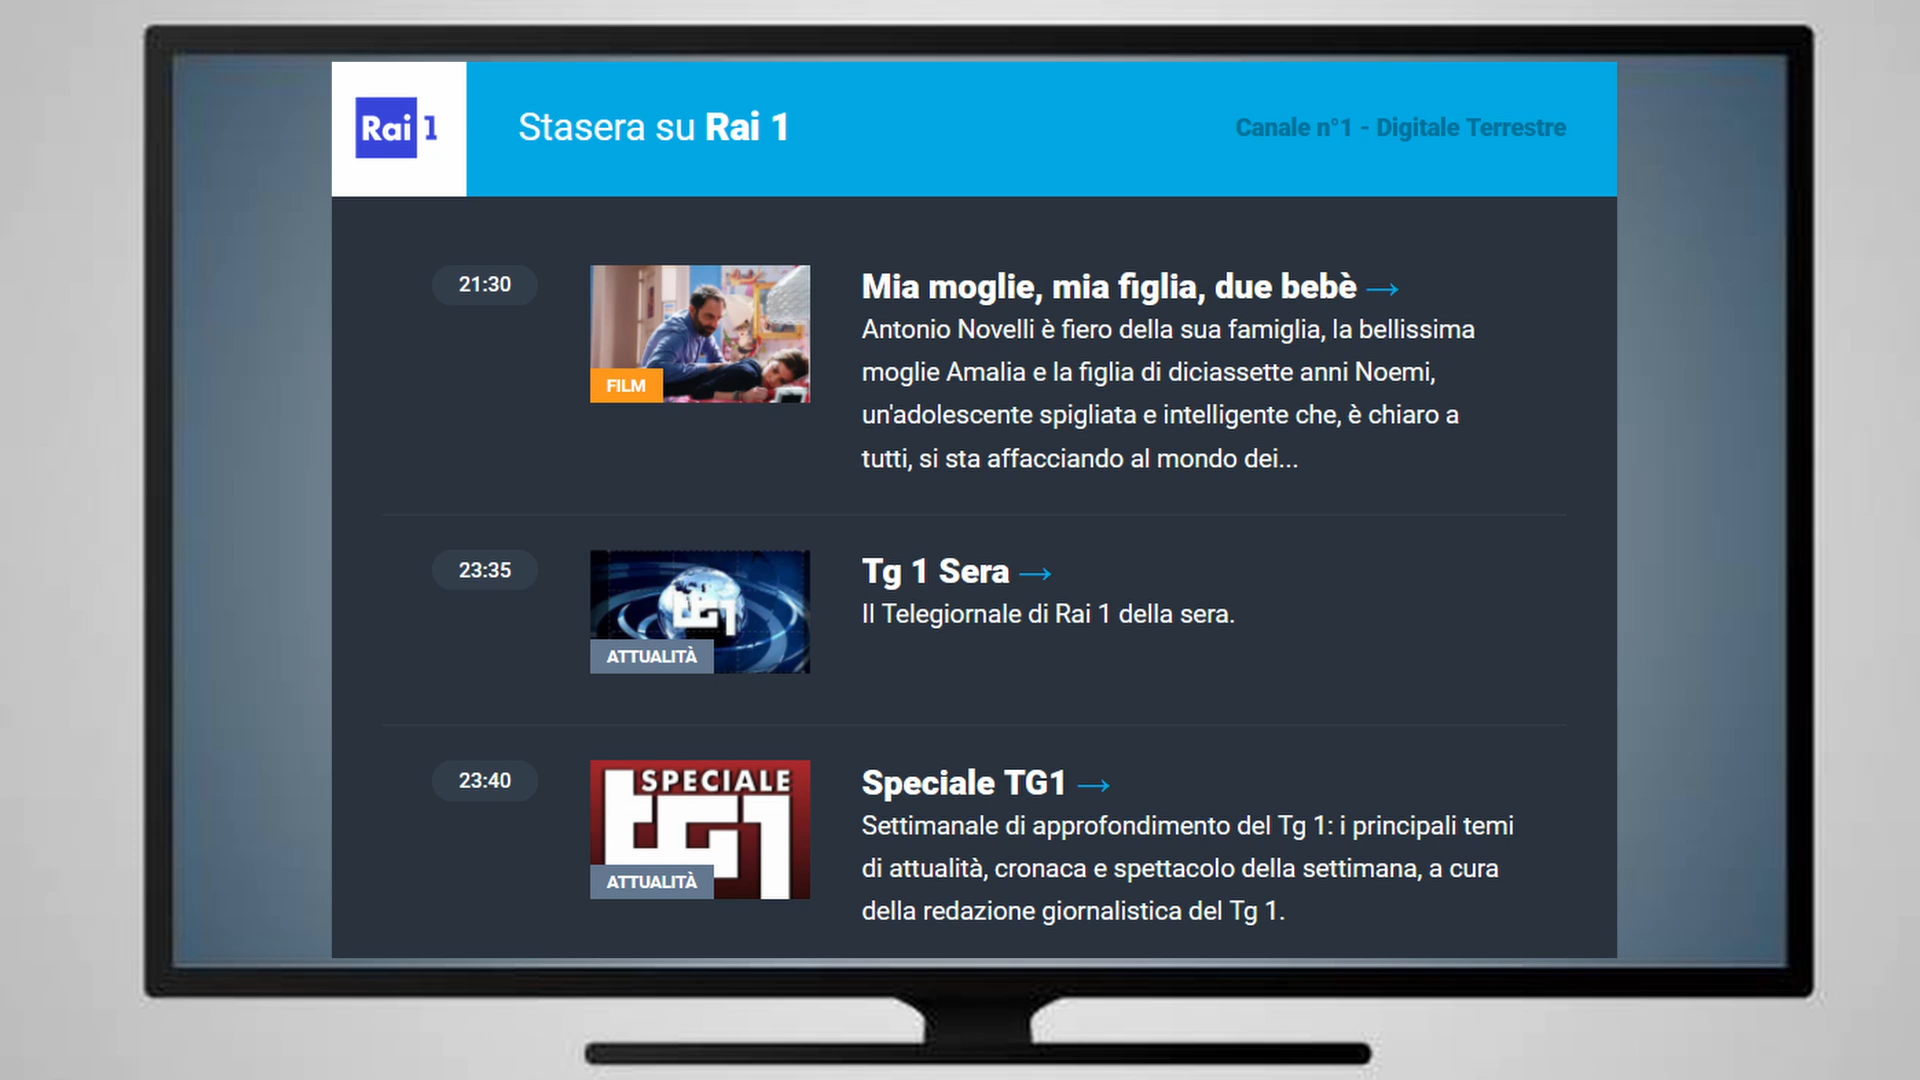 Rai 1
Stasera su Rai 1
Canale n°1 - Digitale Terrestre
21:30
FILM
Mia moglie, mia figlia, due bebè →
Antonio Novelli è fiero della sua famiglia, la bellissima
moglie Amalia e la figlia di diciassette anni Noemi,
un'adolescente spigliata e intelligente che, è chiaro a
tutti, si sta affacciando al mondo dei...
23:35
tg1
ATTUALITÀ
Tg 1 Sera →
Il Telegiornale di Rai 1 della sera.
23:40
SPECIALE
tG1
ATTUALITÀ
Speciale TG1 →
Settimanale di approfondimento del Tg 1: i principali temi
di attualità, cronaca e spettacolo della settimana, a cura
della redazione giornalistica del Tg 1.